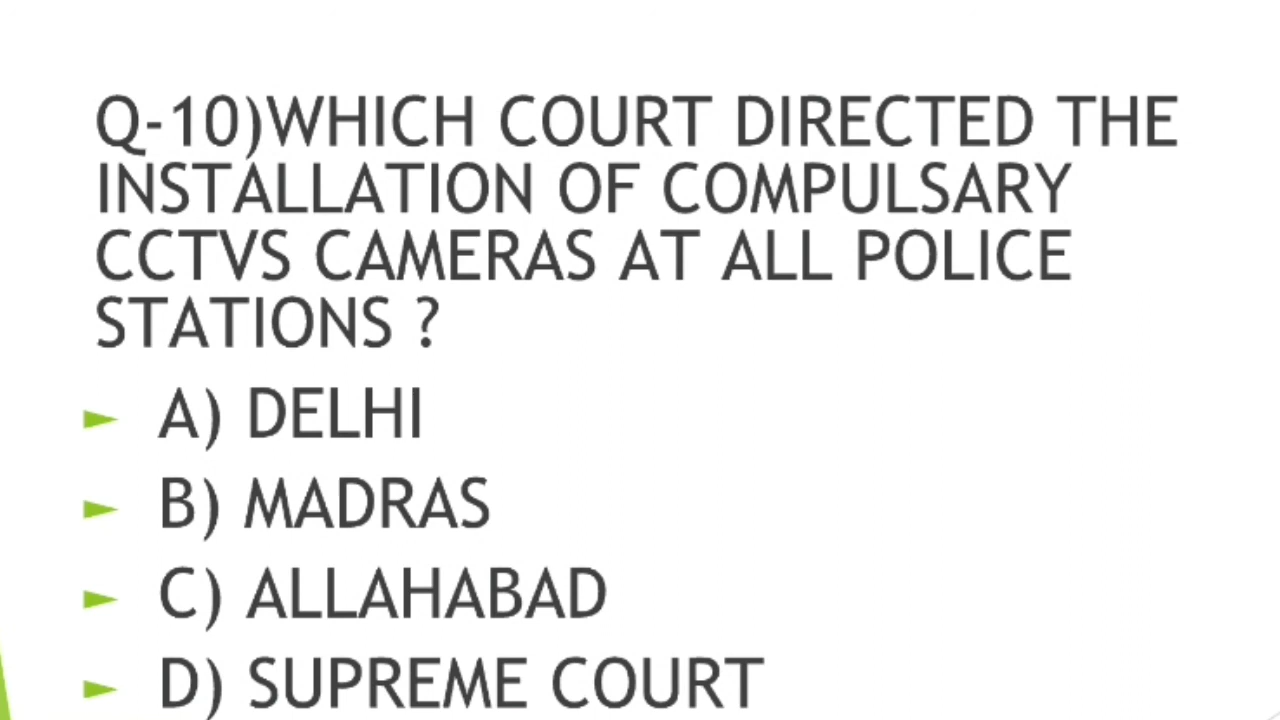 Q-10)WHICH COURT DIRECTED THE
INSTALLATION OF COMPULSARY
CCTVS CAMERAS AT ALL POLICE
STATIONS ?
A) DELHI
B) MADRAS
C) ALLAHABAD
D) SUPREME COURT